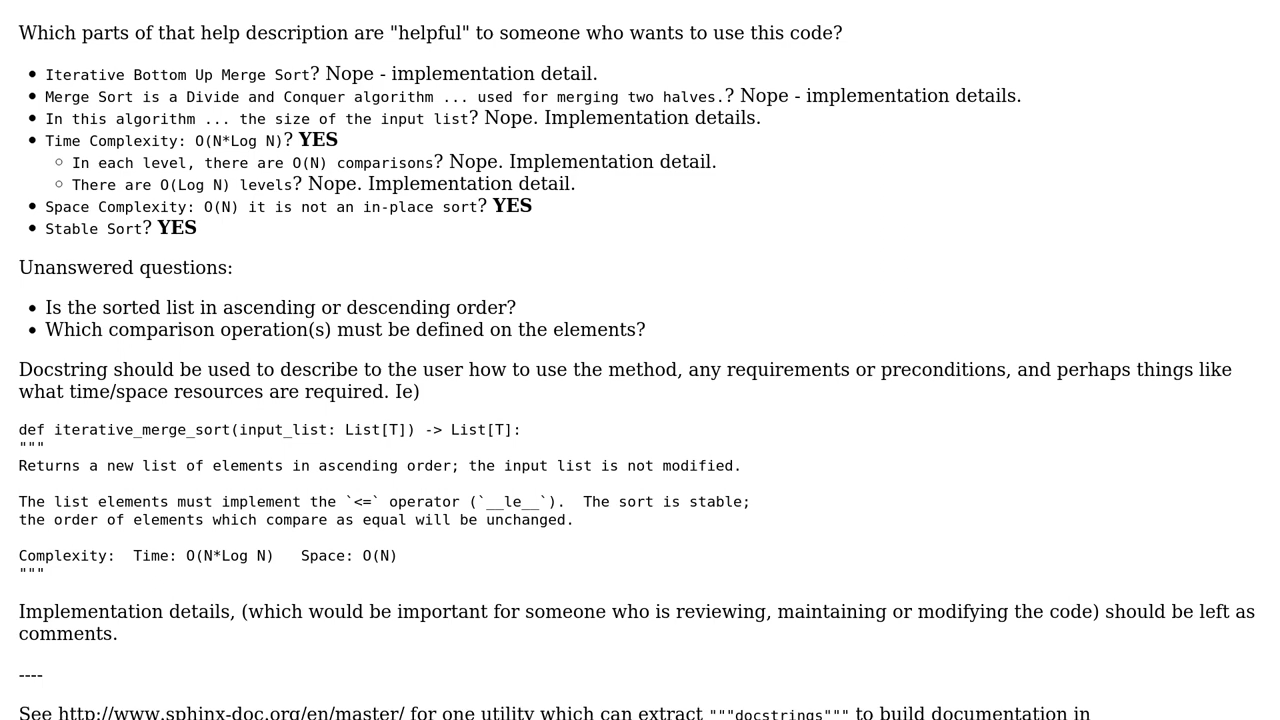 Which parts of that help description are "helpful" to someone who wants to use this code?
Iterative Bottom Up Merge Sort? Nope - implementation detail.
Merge Sort is a Divide and Conquer algorithm ... used for merging two halves.? Nope - implementation details.
In this algorithm ... the size of the input list? Nope. Implementation details.
Time Complexity: O(N*Log N)? YES
In each level, there are O(N) comparisons? Nope. Implementation detail.
There are O(Log N) levels? Nope. Implementation detail.
Space Complexity: O(N) it is not an in-place sort? YES
Stable Sort? YES
Unanswered questions:
Is the sorted list in ascending or descending order?
Which comparison operation(s) must be defined on the elements?
Docstring should be used to describe to the user how to use the method, any requirements or preconditions, and perhaps things like
what time/space resources are required. Ie)
def iterative_merge_sort(input_list: List[T]) -> List[T]:
"""
Returns a new list of elements in ascending order; the input list is not modified.
The list elements must implement the `<=` operator (`__le__`).  The sort is stable;
the order of elements which compare as equal will be unchanged.
Complexity:  Time: O(N*Log N)   Space: O(N)
"""
Implementation details, (which would be important for someone who is reviewing, maintaining or modifying the code) should be left as
comments.
----
See http://www.sphinx-doc.org/en/master/ for one utility which can extract """docstrings""" to build documentation in